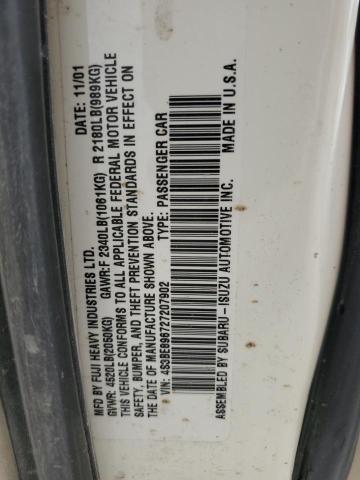 MFD BY FUJI HEAVY INDUSTRIES LTD. DATE: 11/01
GVWR: 4520LB(2050KG) GAWR:F 2340LB(1061KG) R 2180LB(989KG)
THIS VEHICLE CONFORMS TO ALL APPLICABLE FEDERAL MOTOR VEHICLE
SAFETY, BUMPER, AND THEFT PREVENTION STANDARDS IN EFFECT ON
THE DATE OF MANUFACTURE SHOWN ABOVE.
VIN: 4S3BE896727207902 TYPE: PASSENGER CAR
ASSEMBLED BY SUBARU-ISUZU AUTOMOTIVE INC. MADE IN U.S.A.